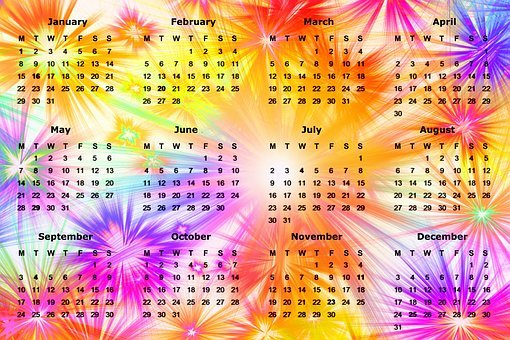 January
M T W T F S S
1 2 3 4 5 6 7
8 9 10 11 12 13 14
15 16 17 18 19 20 21
22 23 24 25 26 27 28
29 30 31
February
M T W T F S S
1 2 3 4
5 6 7 8 9 10 11
12 13 14 15 16 17 18
19 20 21 22 23 24 25
26 27 28
March
M T W T F S S
1 2 3 4
5 6 7 8 9 10 11
12 13 14 15 16 17 18
19 20 21 22 23 24 25
26 27 28 29 30 31
April
M T W T F S S
1
2 3 4 5 6 7 8
9 10 11 12 13 14 15
16 17 18 19 20 21 22
23 24 25 26 27 28 29
30
May
M T W T F S S
1 2 3 4 5 6
7 8 9 10 11 12 13
14 15 16 17 18 19 20
21 22 23 24 25 26 27
28 29 30 31
June
M T W T F S S
1 2 3
4 5 6 7 8 9 10
11 12 13 14 15 16 17
18 19 20 21 22 23 24
25 26 27 28 29 30
July
M T W T F S S
1
2 3 4 5 6 7 8
9 10 11 12 13 14 15
16 17 18 19 20 21 22
23 24 25 26 27 28 29
30 31
August
M T W T F S S
1 2 3 4 5
6 7 8 9 10 11 12
13 14 15 16 17 18 19
20 21 22 23 24 25 26
27 28 29 30 31
September
M T W T F S S
1 2
3 4 5 6 7 8 9
10 11 12 13 14 15 16
17 18 19 20 21 22 23
24 25 26 27 28 29 30
October
M T W T F S S
1 2 3 4 5 6 7
8 9 10 11 12 13 14
15 16 17 18 19 20 21
22 23 24 25 26 27 28
29 30 31
November
M T W T F S S
1 2 3 4
5 6 7 8 9 10 11
12 13 14 15 16 17 18
19 20 21 22 23 24 25
26 27 28 29 30
December
M T W T F S S
1 2
3 4 5 6 7 8 9
10 11 12 13 14 15 16
17 18 19 20 21 22 23
24 25 26 27 28 29 30
31